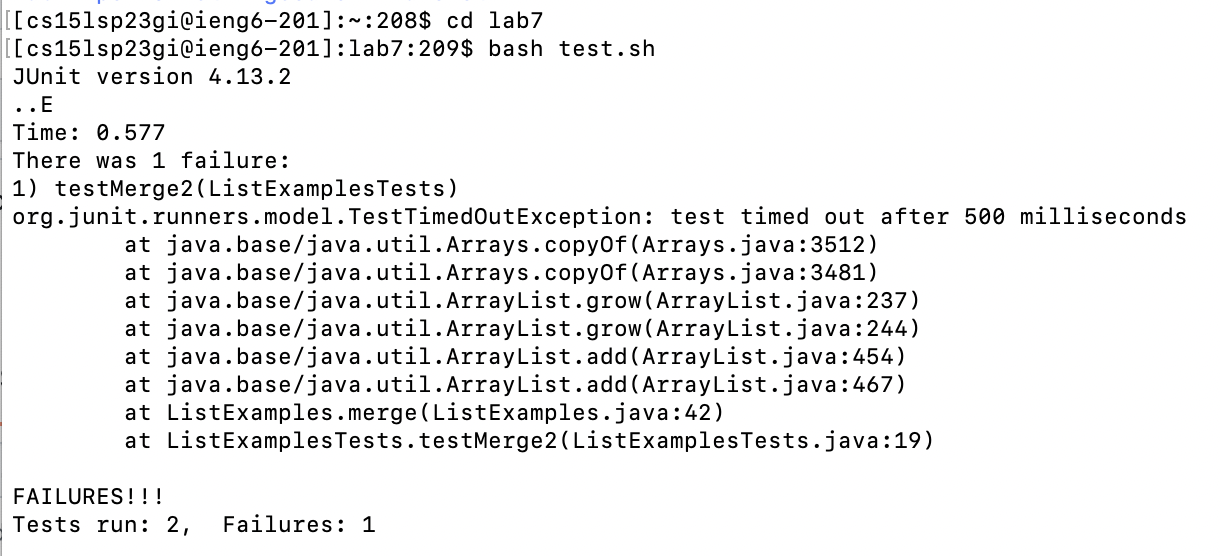 [[cs15lsp23gi@ieng6-201]:~:208$ cd lab7
[[cs15lsp23gi@ieng6-201]:lab7:209$ bash test.sh
JUnit version 4.13.2
..E
Time: 0.577
There was 1 failure:
1) testMerge2(ListExamplesTests)
org.junit.runners.model.TestTimedOutException: test timed out after 500 milliseconds
        at java.base/java.util.Arrays.copyOf(Arrays.java:3512)
        at java.base/java.util.Arrays.copyOf(Arrays.java:3481)
        at java.base/java.util.ArrayList.grow(ArrayList.java:237)
        at java.base/java.util.ArrayList.grow(ArrayList.java:244)
        at java.base/java.util.ArrayList.add(ArrayList.java:454)
        at java.base/java.util.ArrayList.add(ArrayList.java:467)
        at ListExamples.merge(ListExamples.java:42)
        at ListExamplesTests.testMerge2(ListExamplesTests.java:19)

FAILURES!!!
Tests run: 2,  Failures: 1